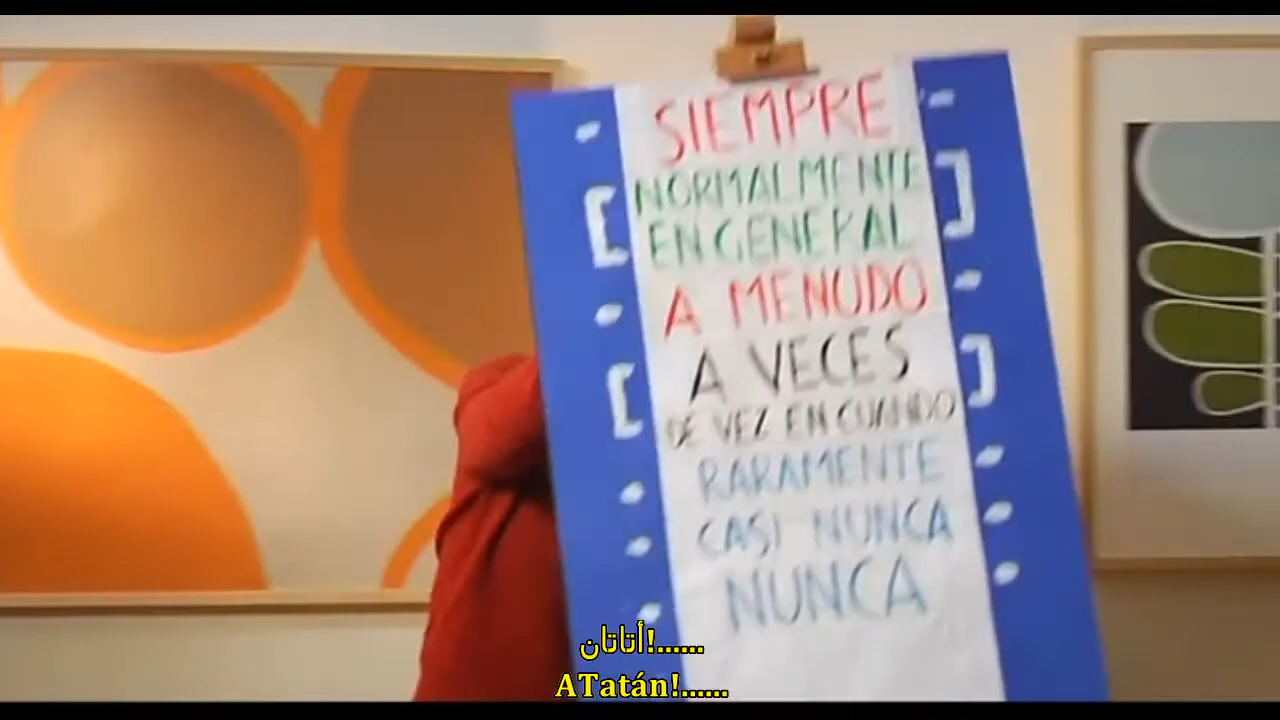 SIEMPRE
NORMALMENTE
EN GENERAL
A MENUDO
A VECES
DE VEZ EN CUANDO
RARAMENTE
CASI NUNCA
NUNCA
أتاتان!......
ATatán!......